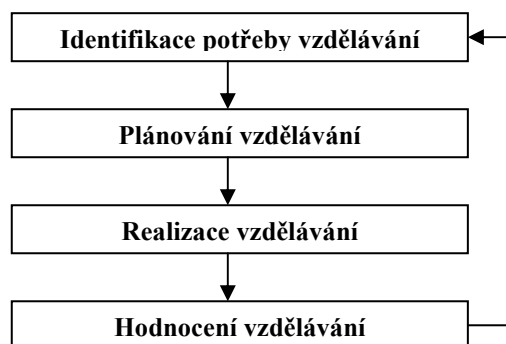 Identifikace potřeby vzdělávání
Plánování vzdělávání
Realizace vzdělávání
Hodnocení vzdělávání